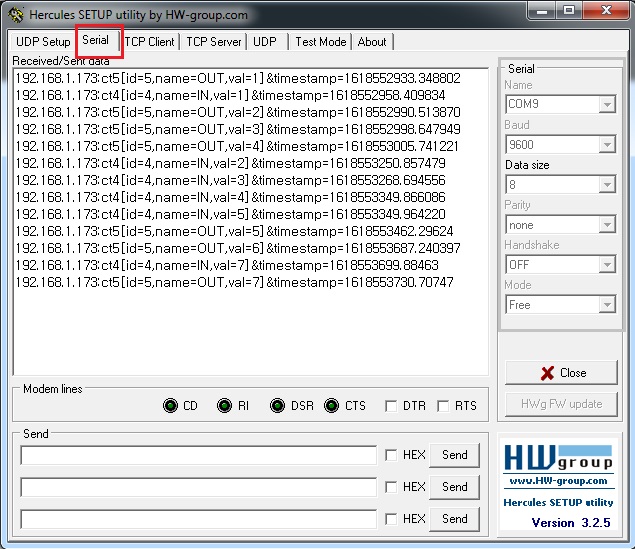 Hercules SETUP utility by HW-group.com
UDP Setup Serial TCP Client TCP Server UDP Test Mode About
Received/Sent data
192.168.1.173:ct5[id=5,name=OUT,val=1]&timestamp=1618552933.348802
192.168.1.173:ct4[id=4,name=IN,val=1]&timestamp=1618552958.409834
192.168.1.173:ct5[id=5,name=OUT,val=2]&timestamp=1618552990.513870
192.168.1.173:ct5[id=5,name=OUT,val=3]&timestamp=1618552998.647949
192.168.1.173:ct5[id=5,name=OUT,val=4]&timestamp=1618553005.741221
192.168.1.173:ct4[id=4,name=IN,val=2]&timestamp=1618553250.857479
192.168.1.173:ct4[id=4,name=IN,val=3]&timestamp=1618553268.694556
192.168.1.173:ct4[id=4,name=IN,val=4]&timestamp=1618553349.866086
192.168.1.173:ct4[id=4,name=IN,val=5]&timestamp=1618553349.964220
192.168.1.173:ct5[id=5,name=OUT,val=5]&timestamp=1618553462.29624
192.168.1.173:ct5[id=5,name=OUT,val=6]&timestamp=1618553687.240397
192.168.1.173:ct4[id=4,name=IN,val=7]&timestamp=1618553699.88463
192.168.1.173:ct5[id=5,name=OUT,val=7]&timestamp=1618553730.70747
Serial
Name
COM9
Baud
9600
Data size
8
Parity
none
Handshake
OFF
Mode
Free
Close
HWg FW update
Modem lines
CD RI DSR CTS DTR RTS
Send
HEX Send
HEX Send
HEX Send
HW group
www.HW-group.com
Hercules SETUP utility
Version 3.2.5